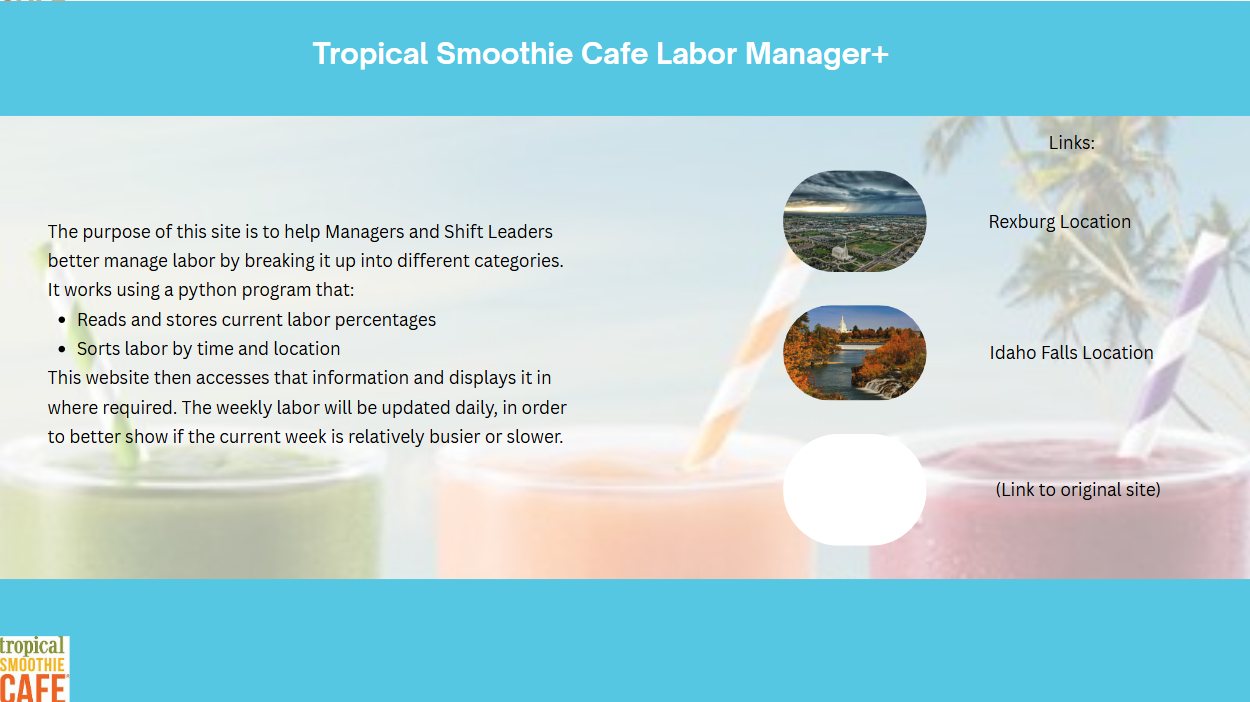 Tropical Smoothie Cafe Labor Manager+
The purpose of this site is to help Managers and Shift Leaders
better manage labor by breaking it up into different categories.
It works using a python program that:
• Reads and stores current labor percentages
• Sorts labor by time and location
This website then accesses that information and displays it in
where required. The weekly labor will be updated daily, in order
to better show if the current week is relatively busier or slower.
Links:
Rexburg Location
Idaho Falls Location
(Link to original site)
tropical
SMOOTHIE
CAFE